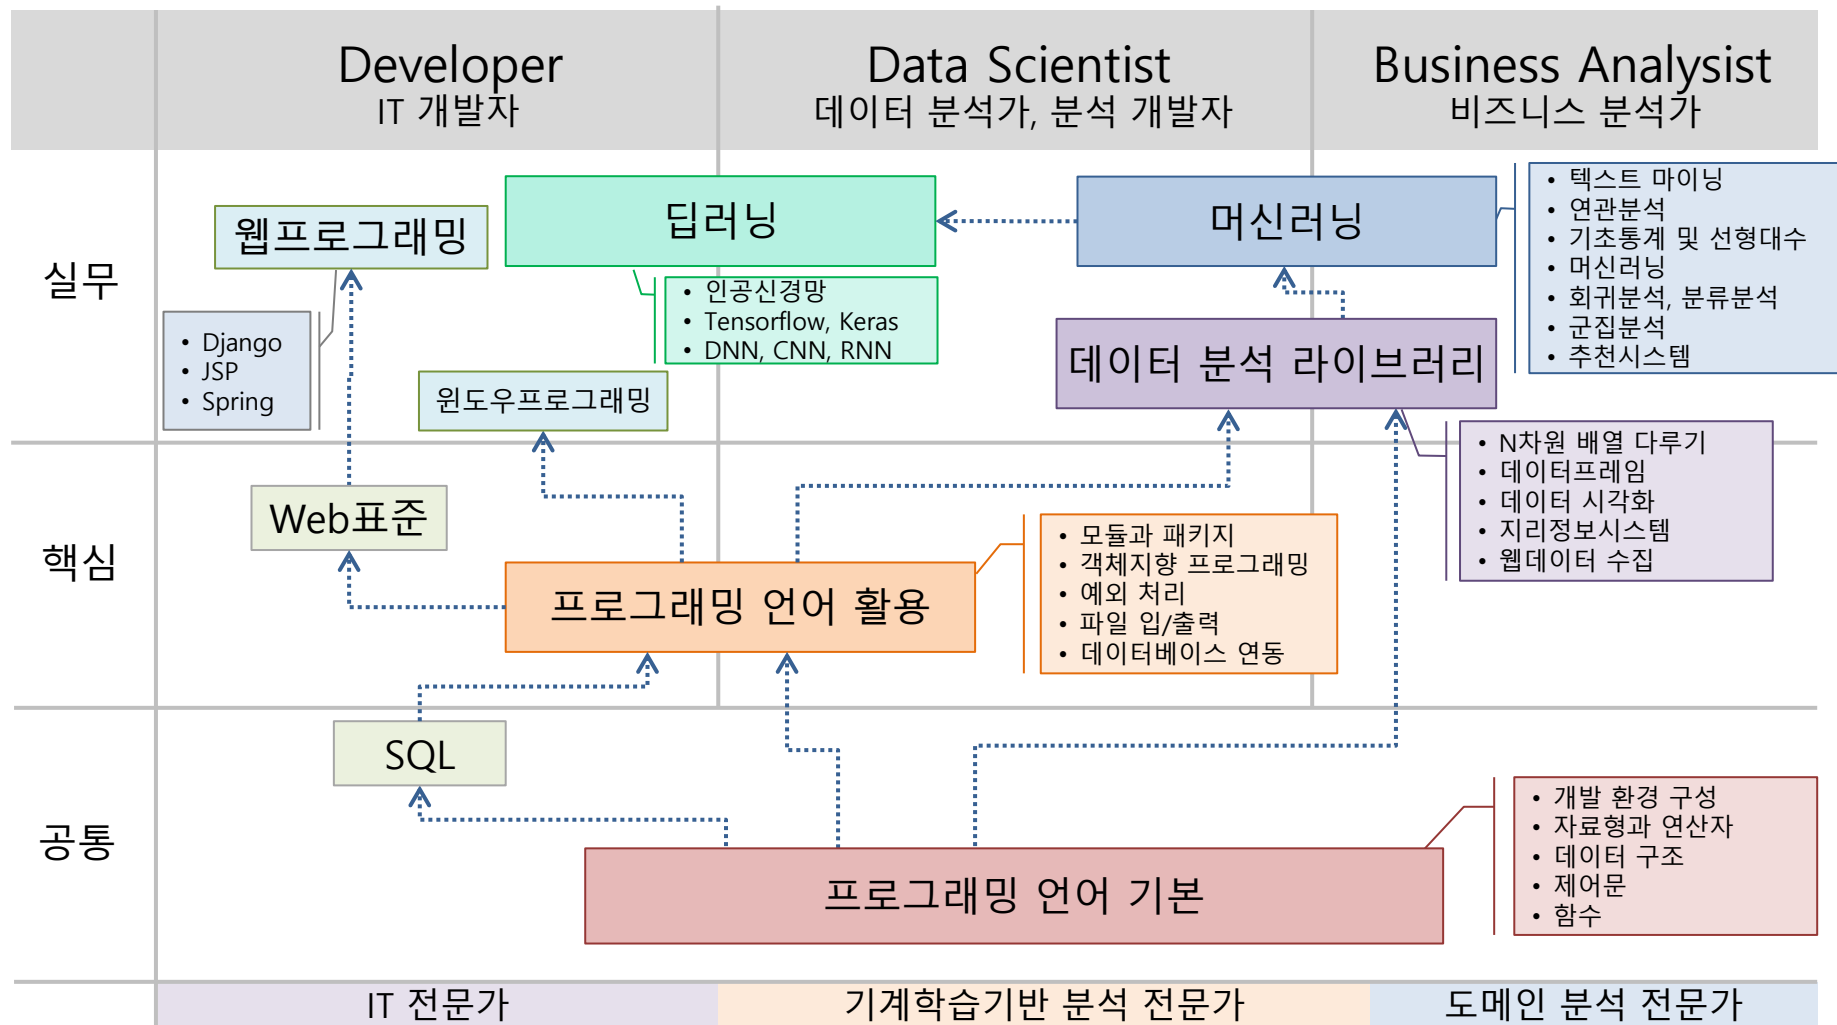 Developer
IT 개발자
Data Scientist
데이터 분석가, 분석 개발자
Business Analysist
비즈니스 분석가
실무
웹프로그래밍
• Django
• JSP
• Spring
딥러닝
• 인공신경망
• Tensorflow, Keras
• DNN, CNN, RNN
윈도우프로그래밍
머신러닝
• 텍스트 마이닝
• 연관분석
• 기초통계 및 선형대수
• 머신러닝
• 회귀분석, 분류분석
• 군집분석
• 추천시스템
데이터 분석 라이브러리
• N차원 배열 다루기
• 데이터프레임
• 데이터 시각화
• 지리정보시스템
• 웹데이터 수집
핵심
Web표준
프로그래밍 언어 활용
• 모듈과 패키지
• 객체지향 프로그래밍
• 예외 처리
• 파일 입/출력
• 데이터베이스 연동
공통
SQL
프로그래밍 언어 기본
• 개발 환경 구성
• 자료형과 연산자
• 데이터 구조
• 제어문
• 함수
IT 전문가
기계학습기반 분석 전문가
도메인 분석 전문가